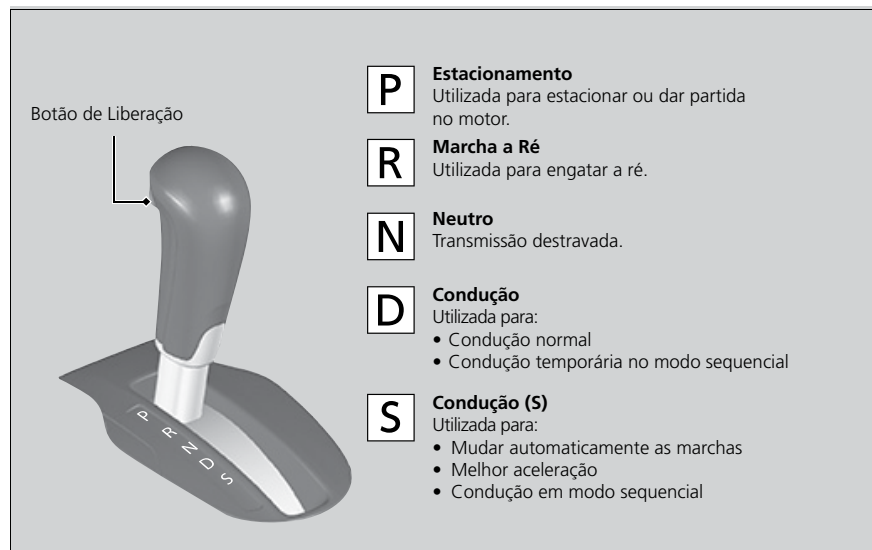 Botão de Liberação
P
Estacionamento
Utilizada para estacionar ou dar partida
no motor.
R
Marcha a Ré
Utilizada para engatar a ré.
N
Neutro
Transmissão destravada.
D
Condução
Utilizada para:
• Condução normal
• Condução temporária no modo sequencial
S
Condução (S)
Utilizada para:
• Mudar automaticamente as marchas
• Melhor aceleração
• Condução em modo sequencial
P R N D S